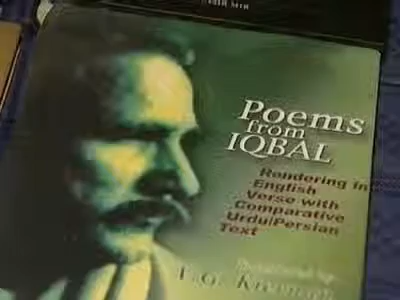 Poems
from
IQBAL
Rendering in
English
Verse with
Comparative
Urdu/Persian
Text